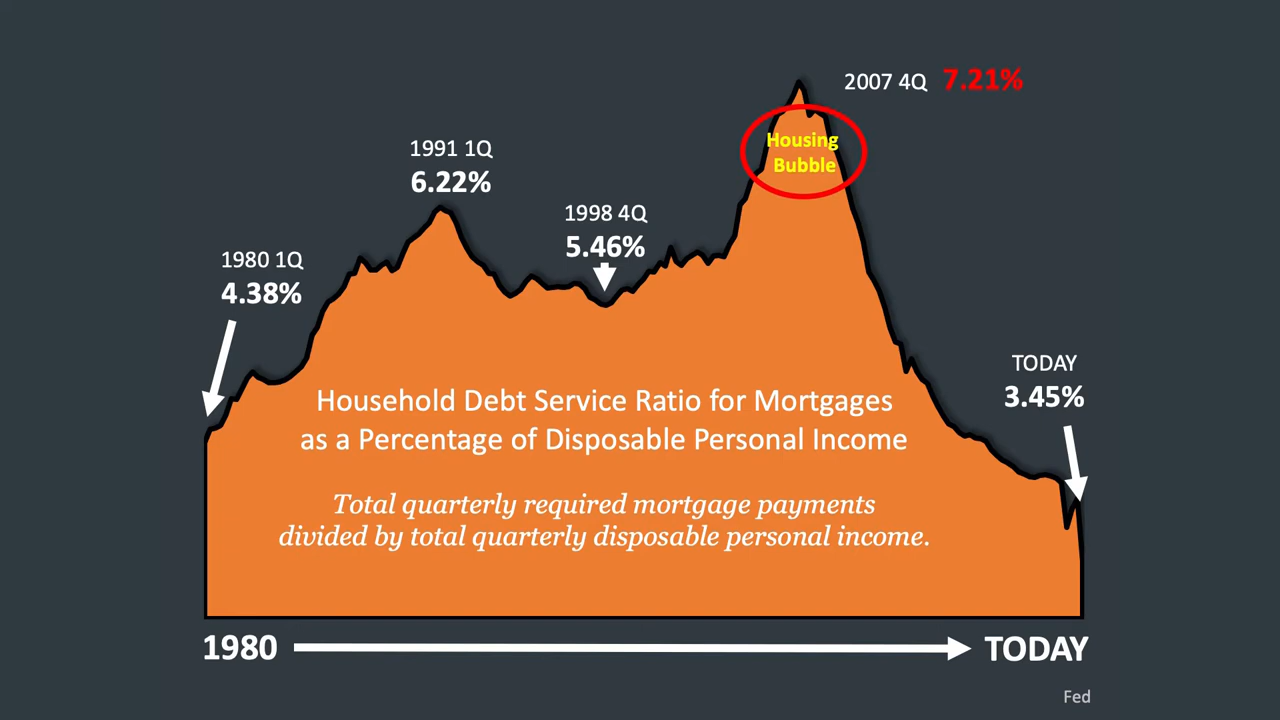 2007 4Q 7.21%
Housing
Bubble
1991 1Q
6.22%
1998 4Q
5.46%
1980 1Q
4.38%
TODAY
3.45%
Household Debt Service Ratio for Mortgages
as a Percentage of Disposable Personal Income
Total quarterly required mortgage payments
divided by total quarterly disposable personal income.
1980
TODAY
Fed